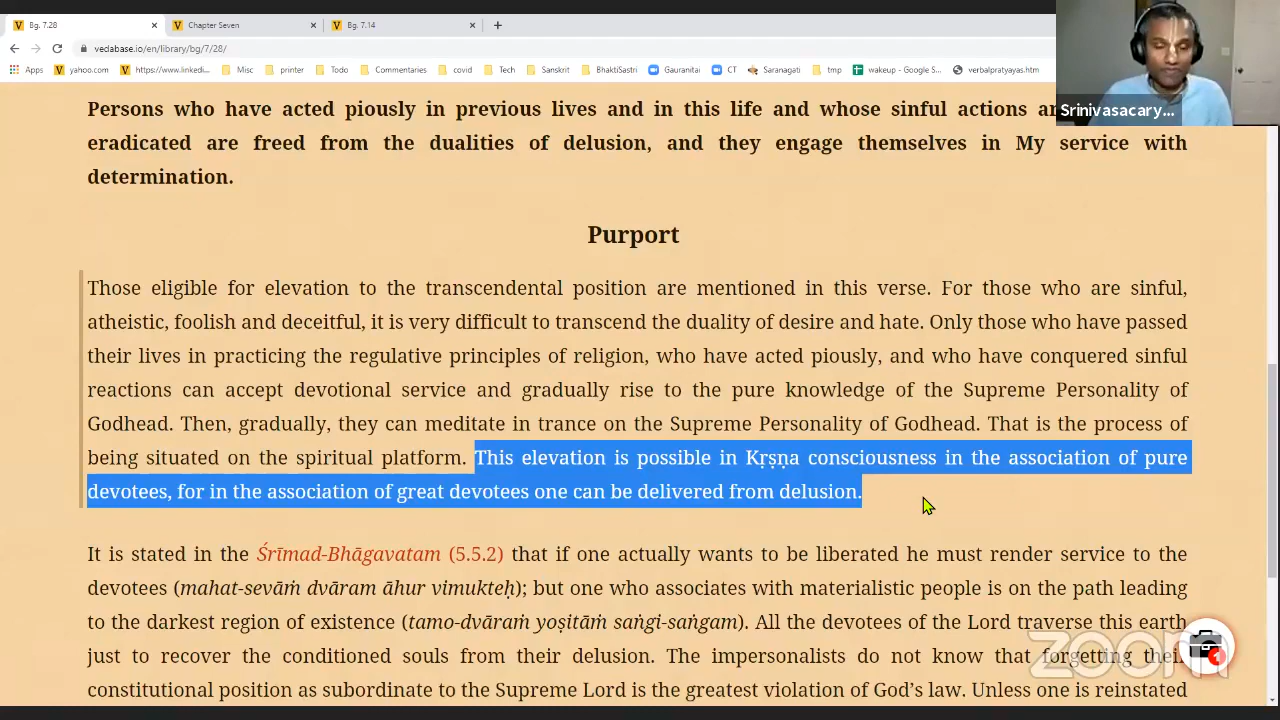 Bg. 7.28
Chapter Seven
Bg. 7.14
vedabase.io/en/library/bg/7/28/
Apps yahoo.com https://www.linkedi... Misc printer Todo Commentaries covid Tech Sanskrit BhaktiSastri Gauranitai CT Saranagati tmp wakeup - Google S... verbalpratyayas.htm
Srinivasacary...
Persons who have acted piously in previous lives and in this life and whose sinful actions
eradicated are freed from the dualities of delusion, and they engage themselves in My service with
determination.
Purport
Those eligible for elevation to the transcendental position are mentioned in this verse. For those who are sinful,
atheistic, foolish and deceitful, it is very difficult to transcend the duality of desire and hate. Only those who have passed
their lives in practicing the regulative principles of religion, who have acted piously, and who have conquered sinful
reactions can accept devotional service and gradually rise to the pure knowledge of the Supreme Personality of
Godhead. Then, gradually, they can meditate in trance on the Supreme Personality of Godhead. That is the process of
being situated on the spiritual platform. This elevation is possible in Kṛṣṇa consciousness in the association of pure
devotees, for in the association of great devotees one can be delivered from delusion.
It is stated in the Śrīmad-Bhāgavatam (5.5.2) that if one actually wants to be liberated he must render service to the
devotees (mahat-sevāṁ dvāram āhur vimukteḥ); but one who associates with materialistic people is on the path leading
to the darkest region of existence (tamo-dvāraṁ yoṣitāṁ saṅgi-saṅgam). All the devotees of the Lord traverse this earth
just to recover the conditioned souls from their delusion. The impersonalists do not know that forgetting their
constitutional position as subordinate to the Supreme Lord is the greatest violation of God's law. Unless one is reinstated
zoom
1